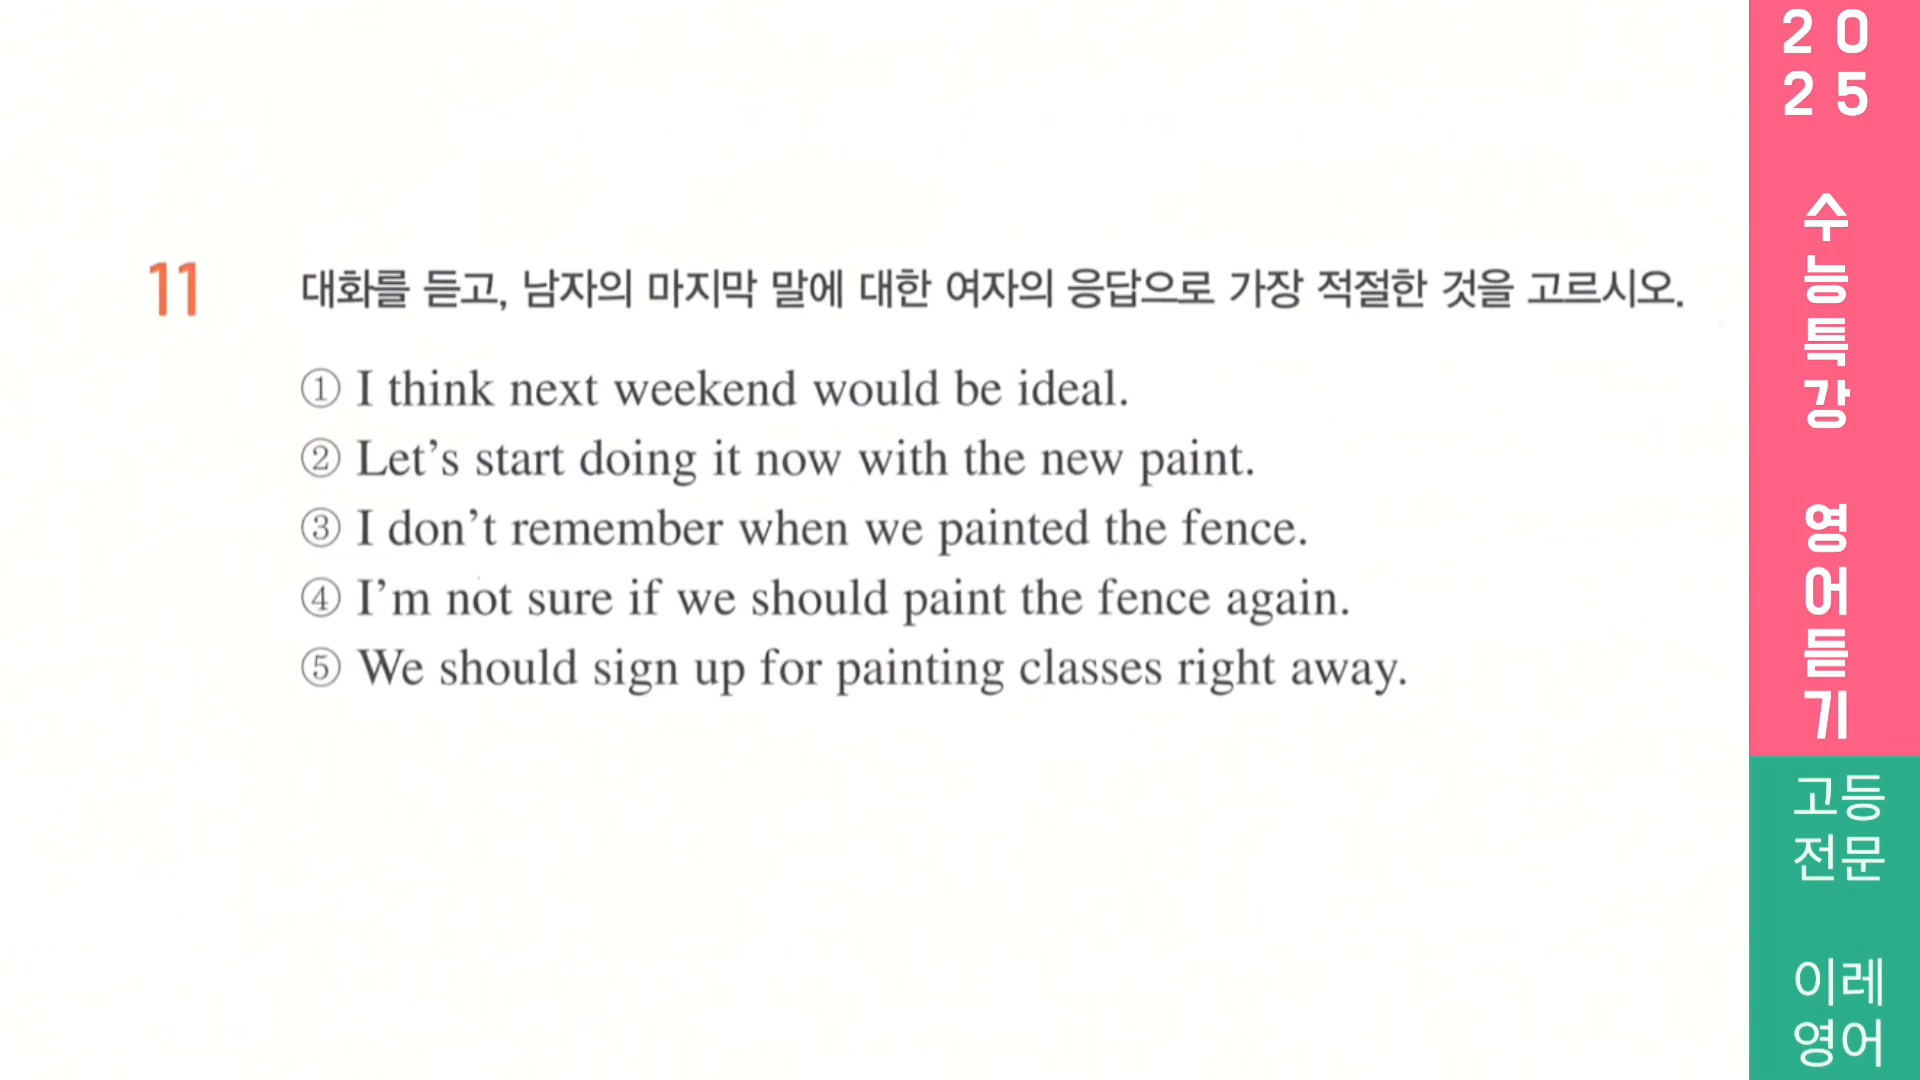 11 대화를 듣고, 남자의 마지막 말에 대한 여자의 응답으로 가장 적절한 것을 고르시오.
① I think next weekend would be ideal.
② Let's start doing it now with the new paint.
③ I don't remember when we painted the fence.
④ I'm not sure if we should paint the fence again.
⑤ We should sign up for painting classes right away.
2025 수능특강 영어듣기
고등전문 이레영어